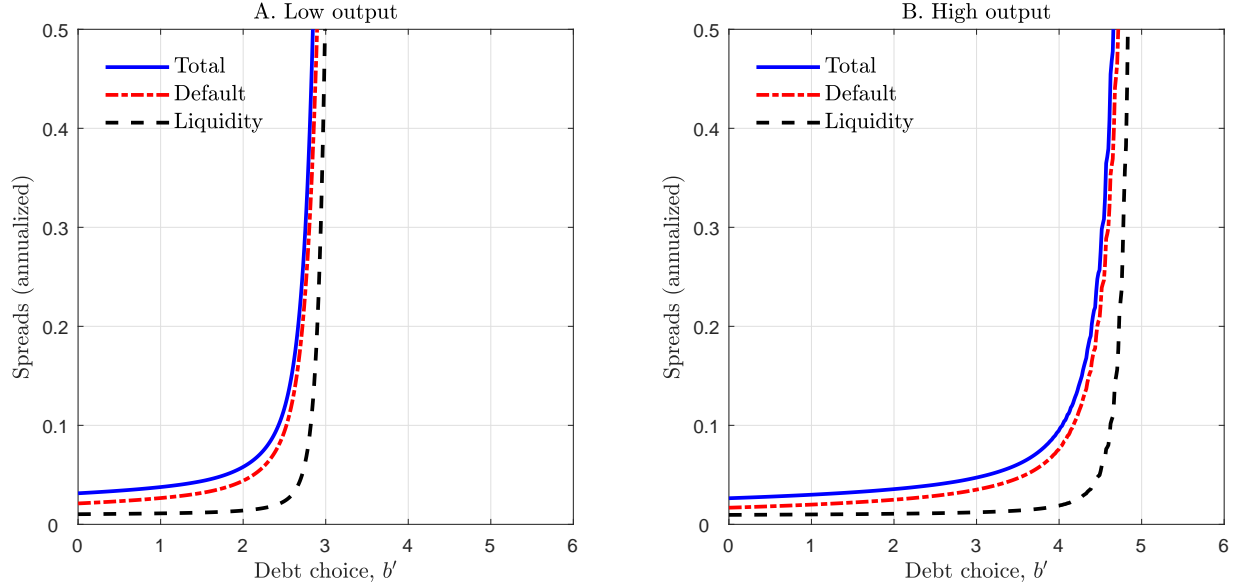 A. Low output
0.5
0.4
0.3
0.2
0.1
0
Spreads (annualized)
Total
Default
Liquidity
0 1 2 3 4 5 6
Debt choice, b′
B. High output
0.5
0.4
0.3
0.2
0.1
0
Spreads (annualized)
Total
Default
Liquidity
0 1 2 3 4 5 6
Debt choice, b′